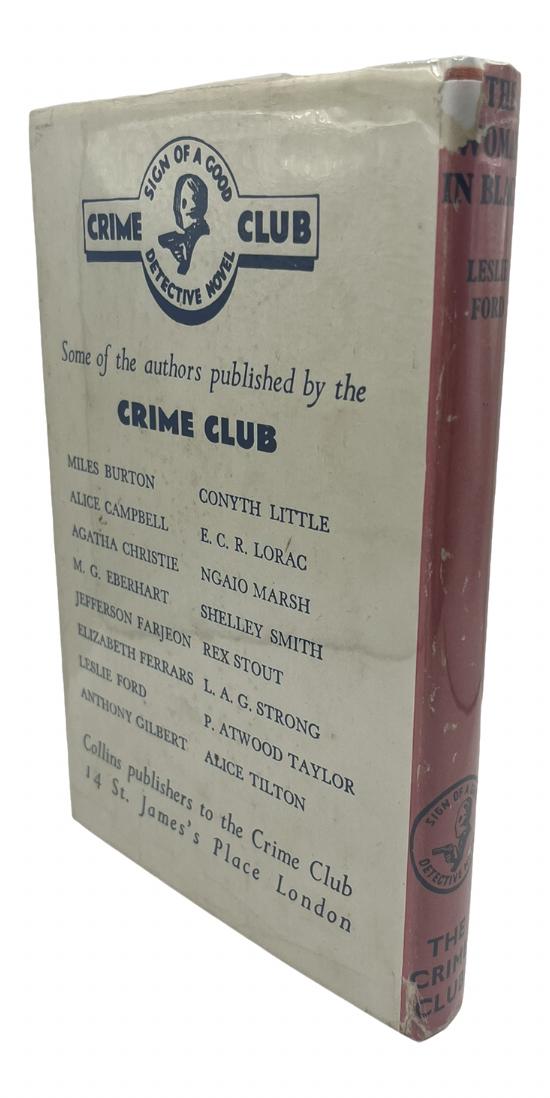 SIGN OF A GOOD
CRIME CLUB
DETECTIVE NOVEL
Some of the authors published by the
CRIME CLUB
MILES BURTON
ALICE CAMPBELL
AGATHA CHRISTIE
M. G. EBERHART
JEFFERSON FARJEON
ELIZABETH FERRARS
LESLIE FORD
ANTHONY GILBERT
CONYTH LITTLE
E. C. R. LORAC
NGAIO MARSH
SHELLEY SMITH
REX STOUT
L. A. G. STRONG
P. ATWOOD TAYLOR
ALICE TILTON
Collins publishers to the Crime Club
14 St. James's Place London
IN
FORD
SIGN OF A
DETECTIVE
THE